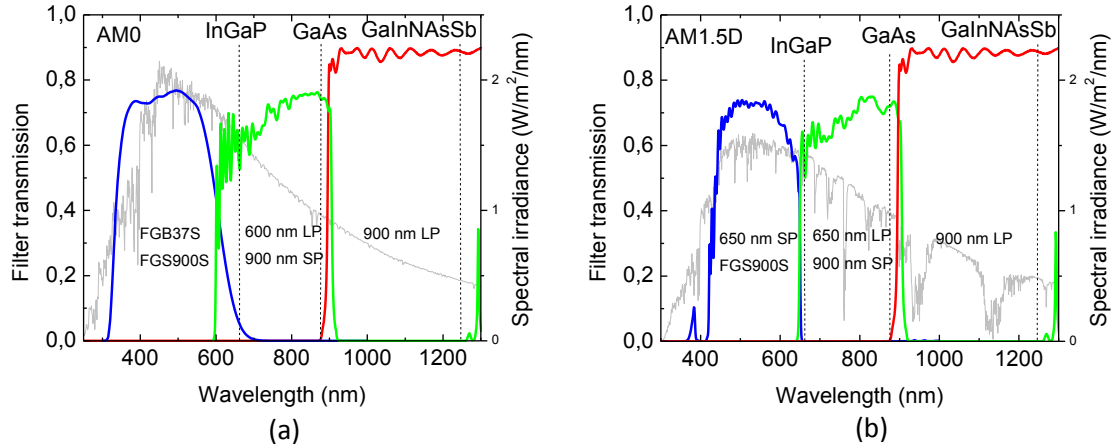 AM0
InGaP
GaAs
GaInNAsSb
1,0
0,8
0,6
0,4
0,2
0,0
Filter transmission
2
1
0
Spectral irradiance (W/m²/nm)
FGB37S
FGS900S
600 nm LP
900 nm SP
900 nm LP
400
600
800
1000
1200
Wavelength (nm)
(a)
AM1.5D
InGaP
GaAs
GaInNAsSb
1,0
0,8
0,6
0,4
0,2
0,0
Filter transmission
2
1
0
Spectral irradiance (W/m²/nm)
650 nm SP
FGS900S
650 nm LP
900 nm SP
900 nm LP
400
600
800
1000
1200
Wavelength (nm)
(b)